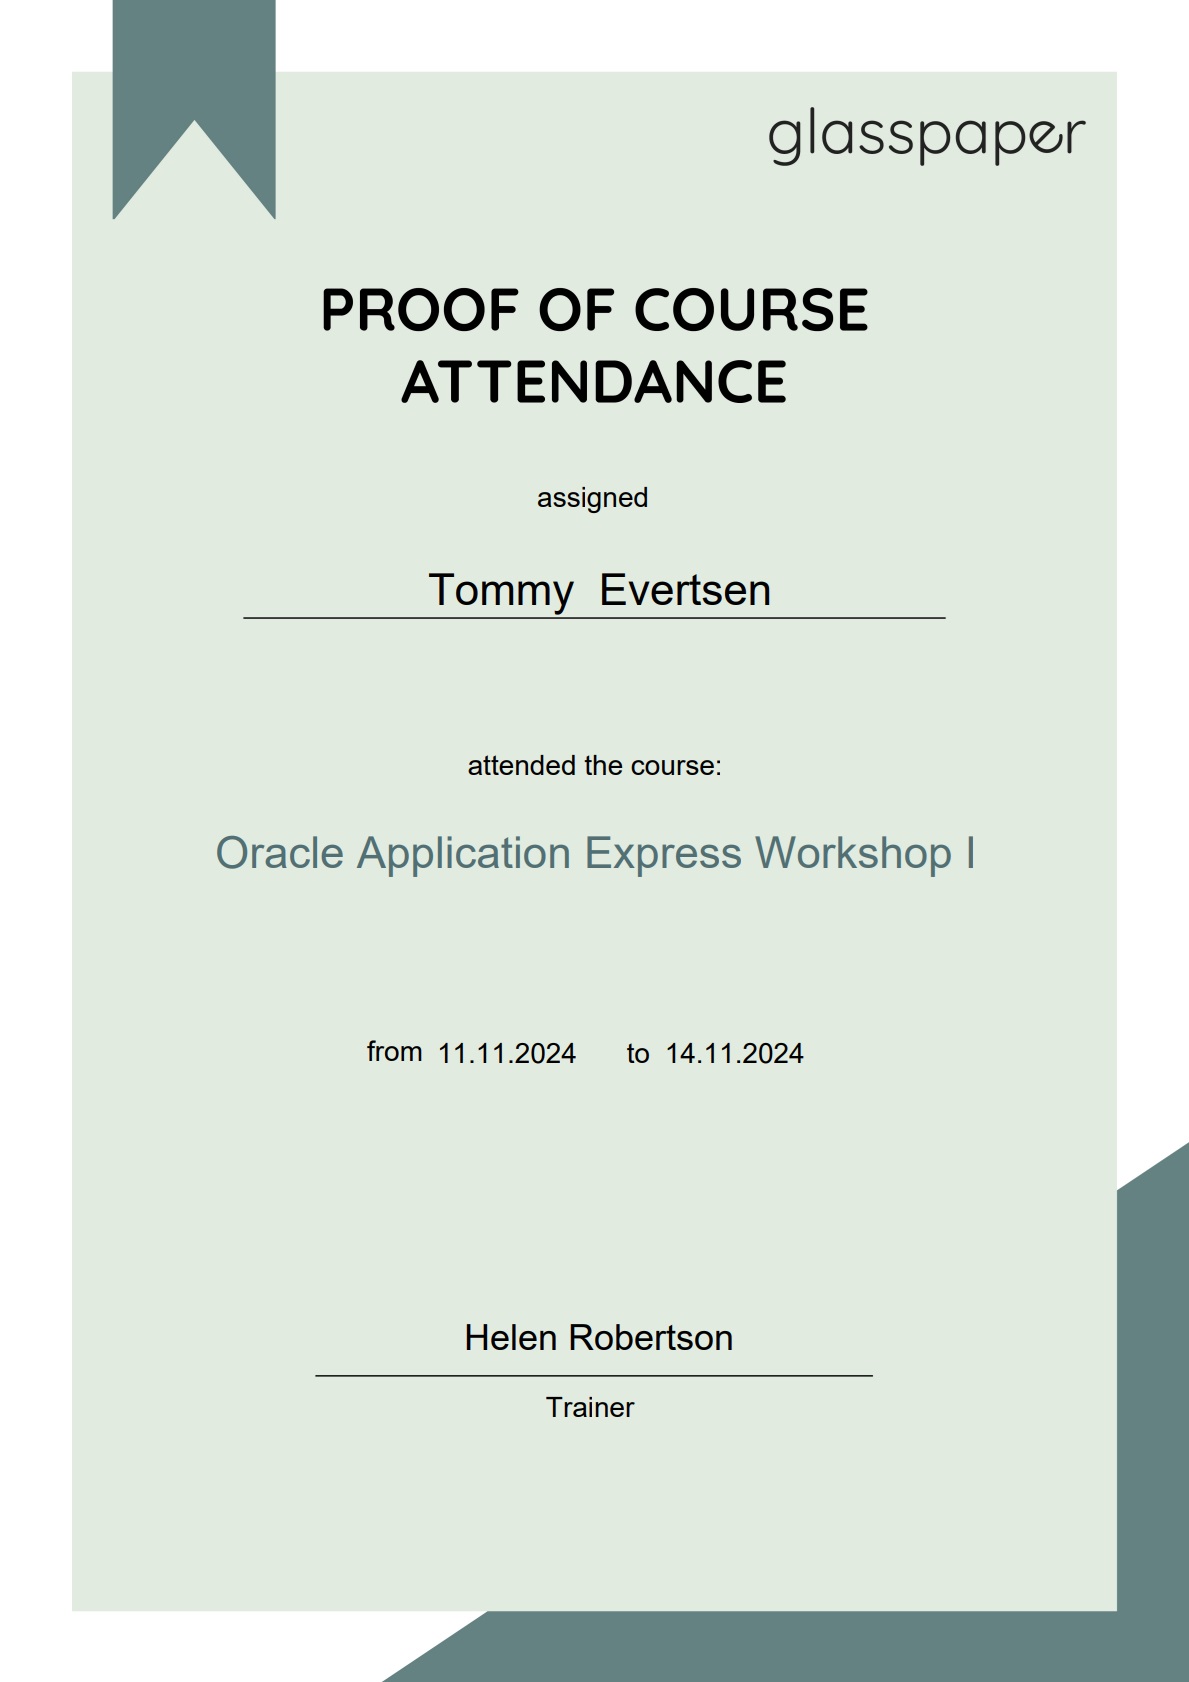 glasspaper
PROOF OF COURSE
ATTENDANCE
assigned
Tommy  Evertsen
attended the course:
Oracle Application Express Workshop I
from 11.11.2024 to 14.11.2024
Helen Robertson
Trainer